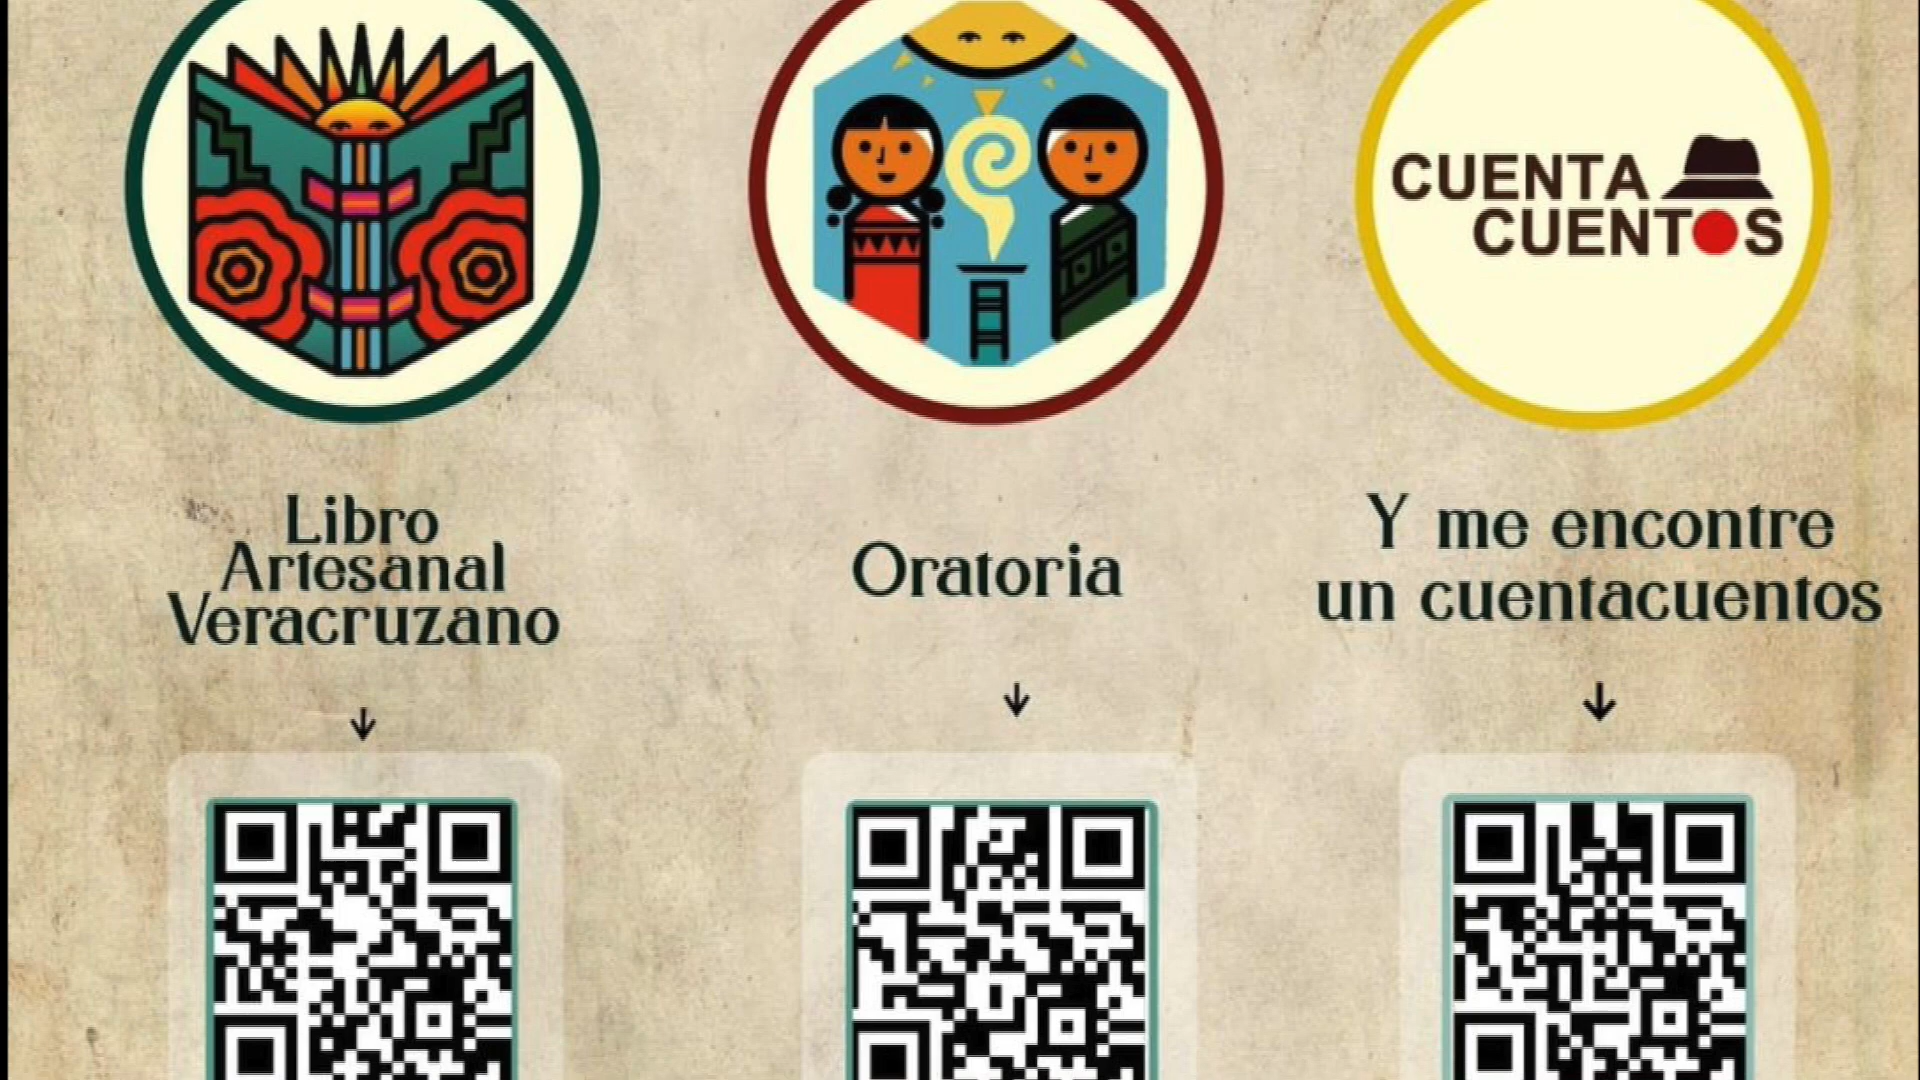 CUENTA
CUENTOS
Libro
Artesanal
Veracruzano
Oratoria
Y me encontre
un cuentacuentos